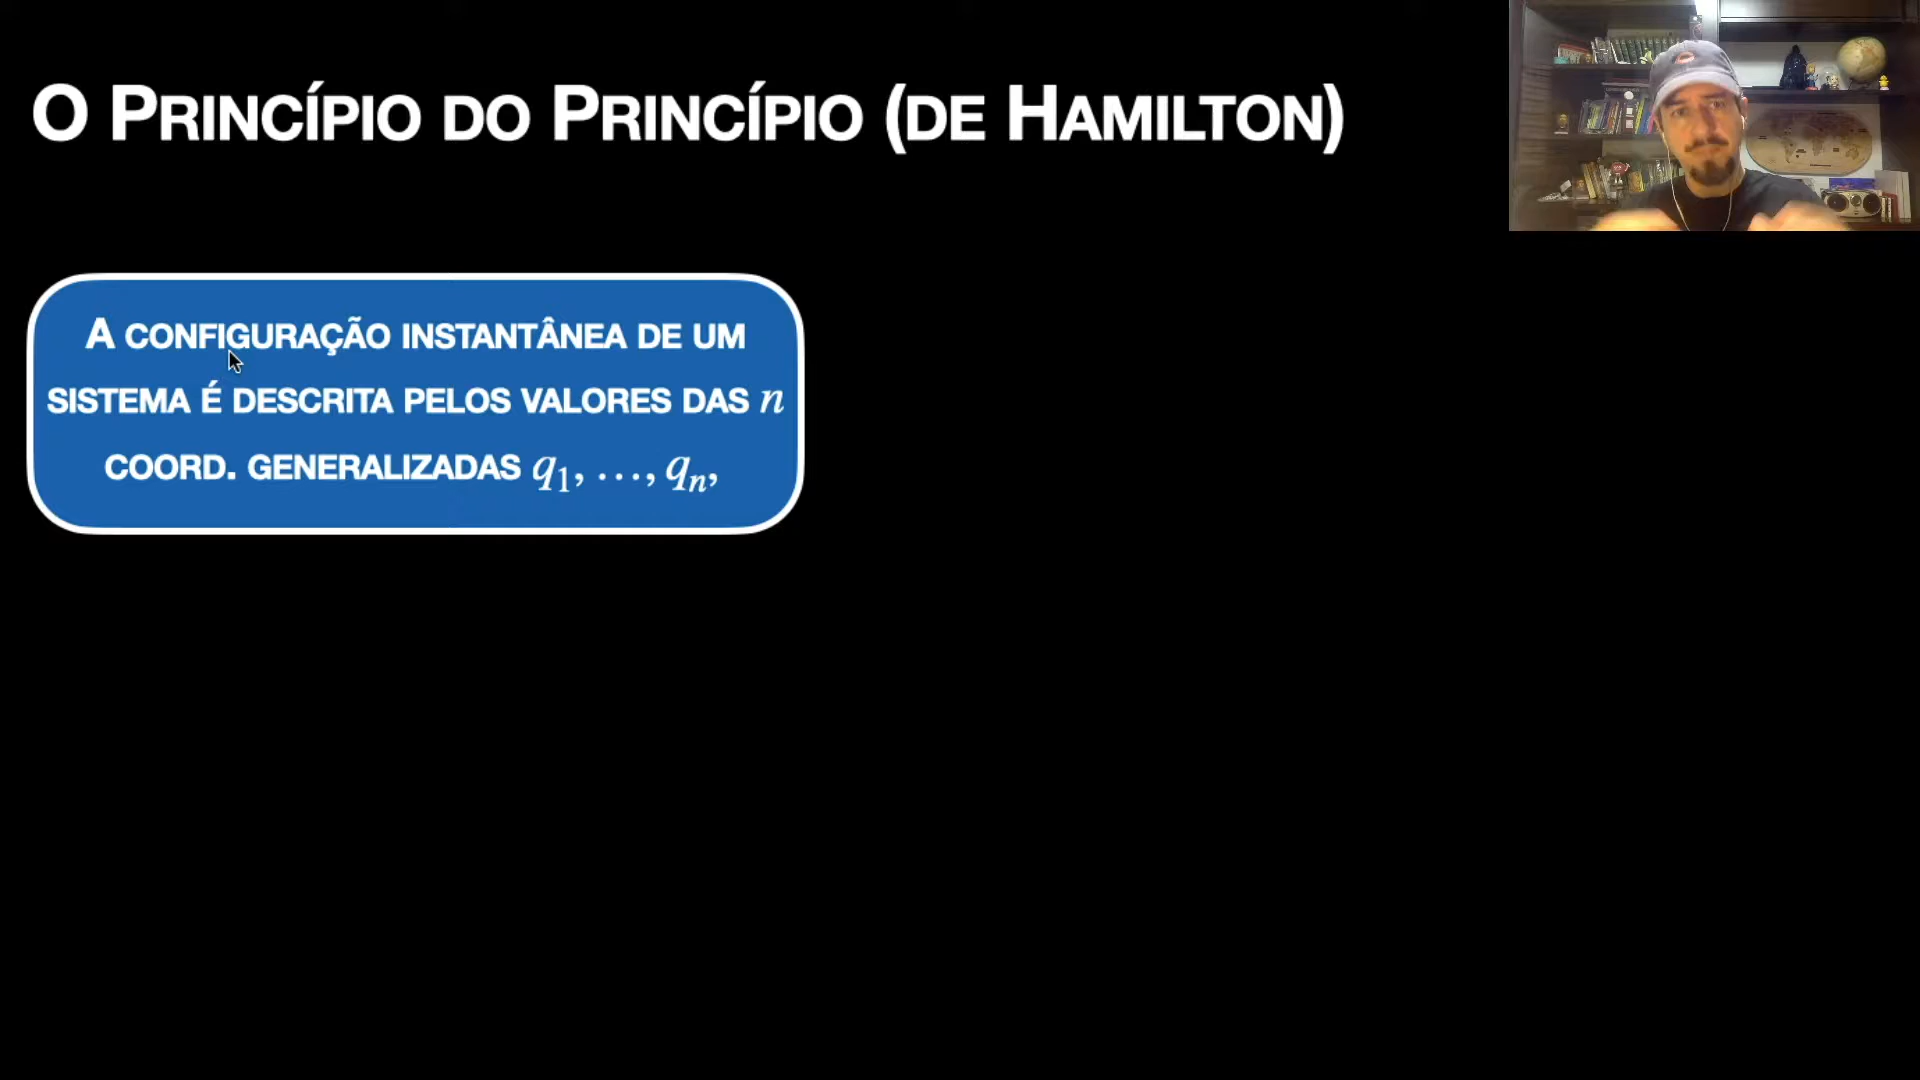 O Princípio do Princípio (de Hamilton)
A configuração instantânea de um
sistema é descrita pelos valores das n
coord. generalizadas q₁, …, qₙ,